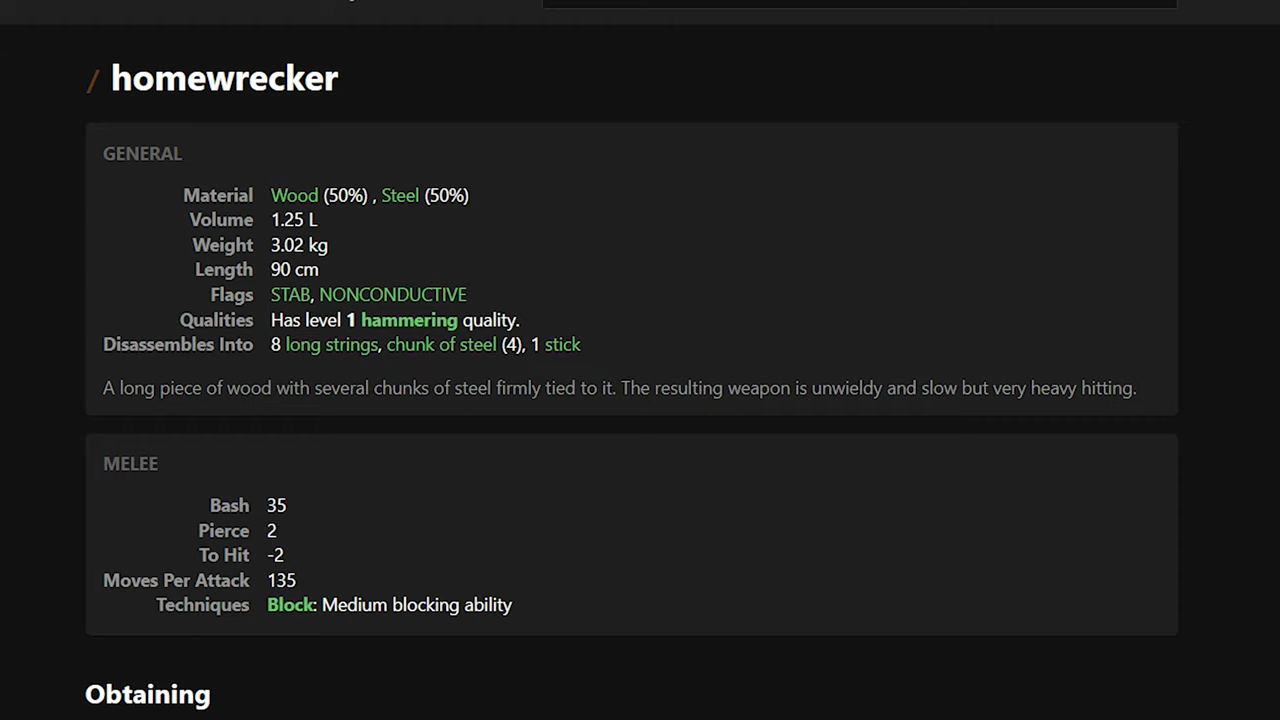 / homewrecker
GENERAL
Material Wood (50%) , Steel (50%)
Volume 1.25 L
Weight 3.02 kg
Length 90 cm
Flags STAB, NONCONDUCTIVE
Qualities Has level 1 hammering quality.
Disassembles Into 8 long strings, chunk of steel (4), 1 stick
A long piece of wood with several chunks of steel firmly tied to it. The resulting weapon is unwieldy and slow but very heavy hitting.
MELEE
Bash 35
Pierce 2
To Hit -2
Moves Per Attack 135
Techniques Block: Medium blocking ability
Obtaining